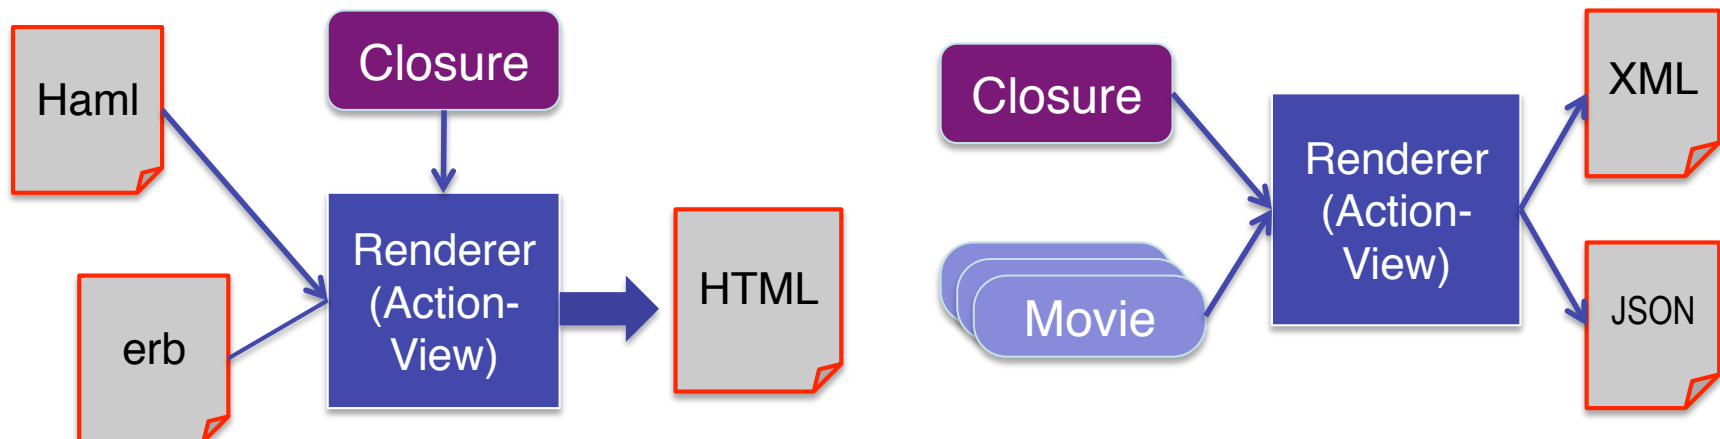 Haml
Closure
Renderer
(Action-
View)
erb
HTML
Closure
Movie
Renderer
(Action-
View)
XML
JSON